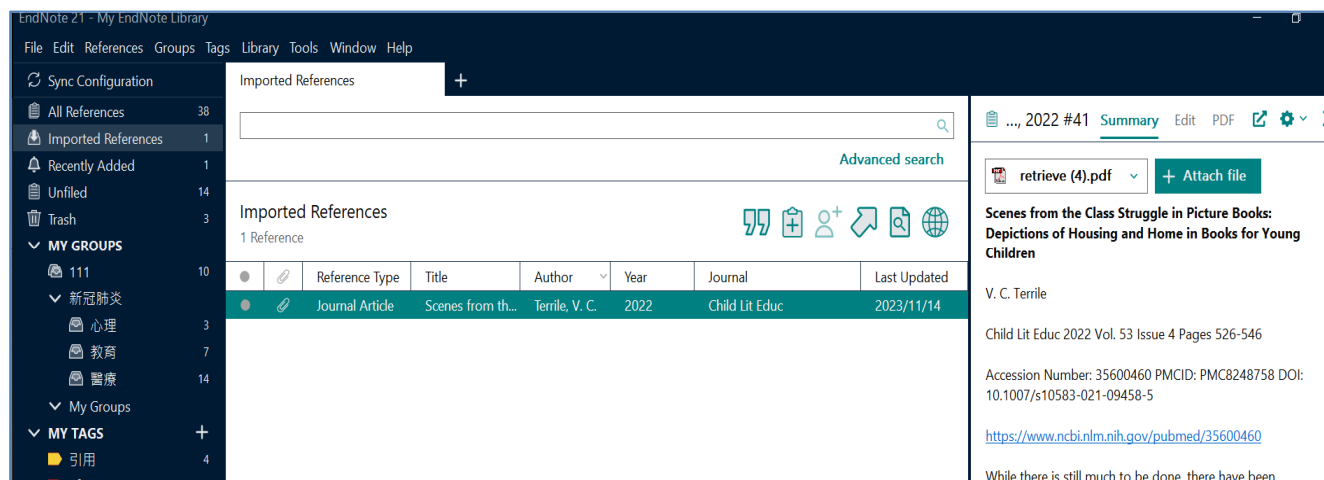 EndNote 21 - My EndNote Library
File Edit References Groups Tags Library Tools Window Help
Sync Configuration
All References 38
Imported References 1
Recently Added 1
Unfiled 14
Trash 3
MY GROUPS
111 10
新冠肺炎
心理 3
教育 7
醫療 14
My Groups
MY TAGS +
引用 4
Imported References +
Advanced search
Imported References
1 Reference
Reference Type Title Author Year Journal Last Updated
Journal Article Scenes from th... Terrile, V. C. 2022 Child Lit Educ 2023/11/14
..., 2022 #41 Summary Edit PDF
retrieve (4).pdf + Attach file
Scenes from the Class Struggle in Picture Books:
Depictions of Housing and Home in Books for Young
Children
V. C. Terrile
Child Lit Educ 2022 Vol. 53 Issue 4 Pages 526-546
Accession Number: 35600460 PMCID: PMC8248758 DOI:
10.1007/s10583-021-09458-5
https://www.ncbi.nlm.nih.gov/pubmed/35600460
While there is still much to be done, there have been